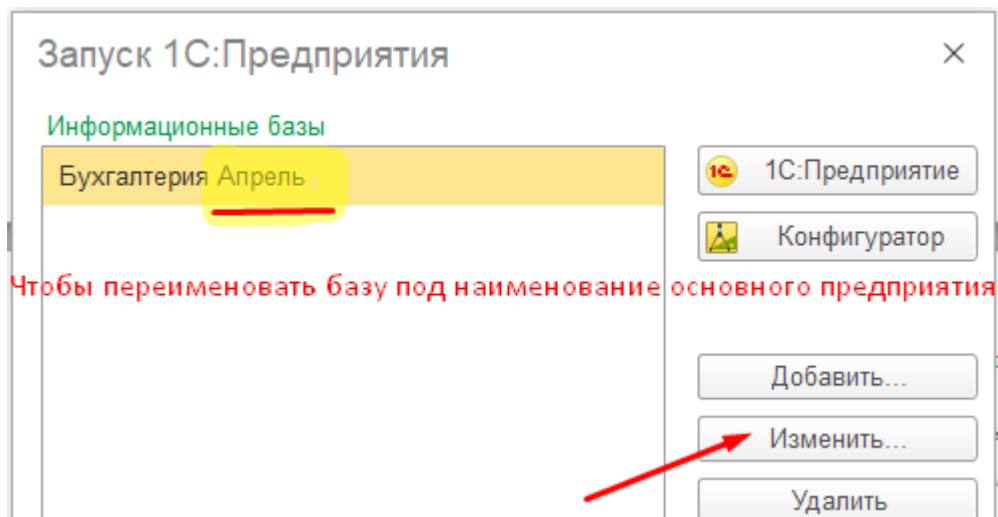 Запуск 1С:Предприятия
Информационные базы
Бухгалтерия Апрель
1С:Предприятие
Конфигуратор
Чтобы переименовать базу под наименование основного предприятия
Добавить...
Изменить...
Удалить